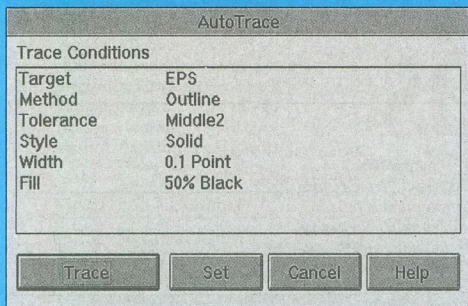 AutoTrace
Trace Conditions
Target EPS
Method Outline
Tolerance Middle2
Style Solid
Width 0.1 Point
Fill 50% Black
Trace Set Cancel Help